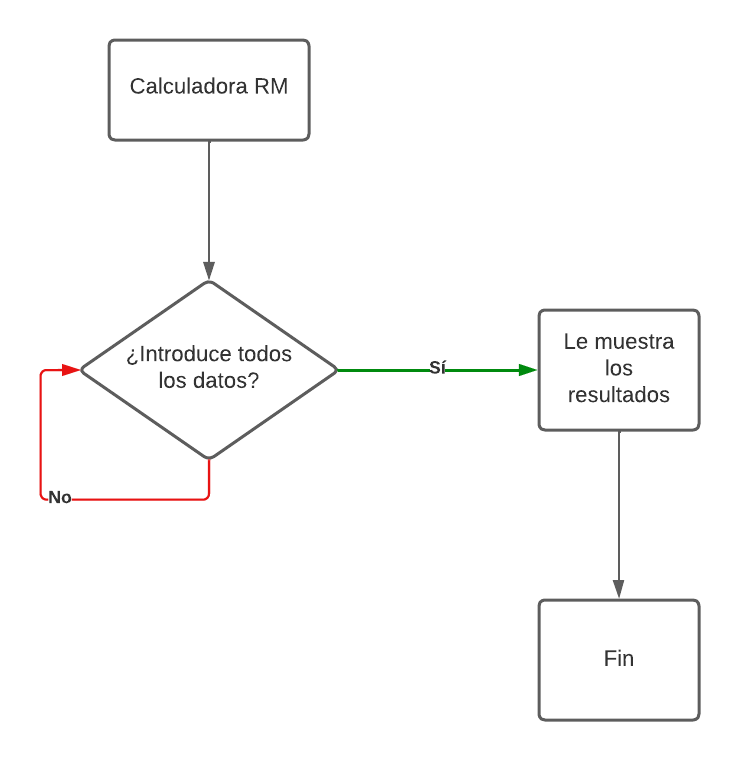 Calculadora RM
¿Introduce todos
los datos?
Sí
Le muestra
los
resultados
No
Fin